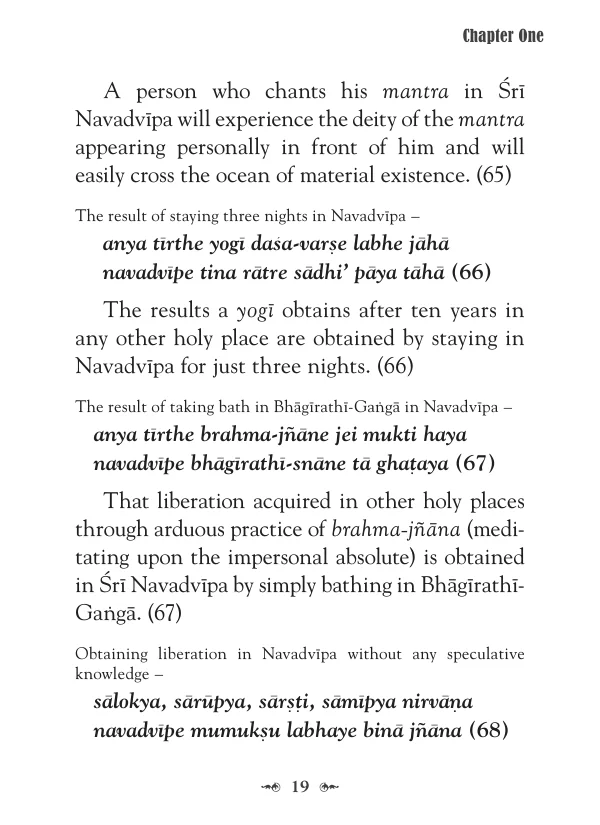 Chapter One
A person who chants his mantra in Śrī
Navadvīpa will experience the deity of the mantra
appearing personally in front of him and will
easily cross the ocean of material existence. (65)
The result of staying three nights in Navadvīpa –
anya tīrthe yogī daśa-varṣe labhe jāhā
navadvīpe tina rātre sādhi’ pāya tāhā (66)
The results a yogī obtains after ten years in
any other holy place are obtained by staying in
Navadvīpa for just three nights. (66)
The result of taking bath in Bhāgīrathī-Gaṅgā in Navadvīpa –
anya tīrthe brahma-jñāne jei mukti haya
navadvīpe bhāgīrathī-snāne tā ghaṭaya (67)
That liberation acquired in other holy places
through arduous practice of brahma-jñāna (medi-
tating upon the impersonal absolute) is obtained
in Śrī Navadvīpa by simply bathing in Bhāgīrathī-
Gaṅgā. (67)
Obtaining liberation in Navadvīpa without any speculative
knowledge –
sālokya, sārūpya, sārṣṭi, sāmīpya nirvāṇa
navadvīpe mumukṣu labhaye binā jñāna (68)
19